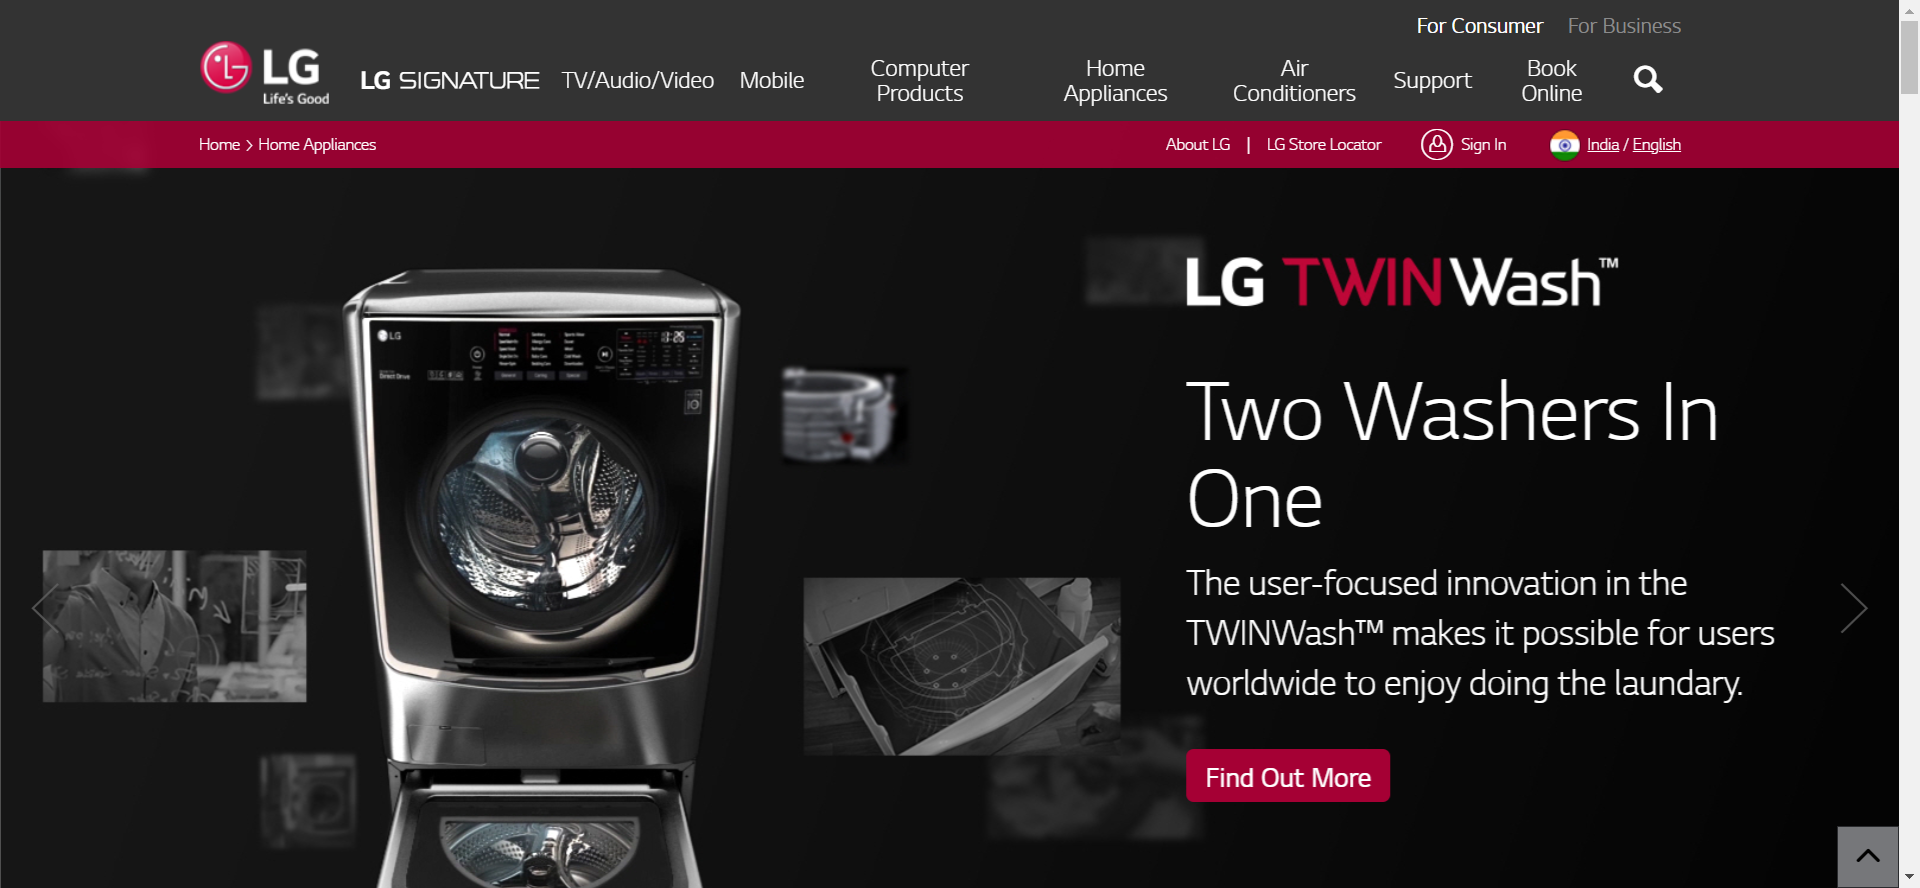 For Consumer For Business
LG
Life's Good
LG SIGNATURE TV/Audio/Video Mobile Computer Products Home Appliances Air Conditioners Support Book Online
Home > Home Appliances About LG | LG Store Locator Sign In India / English
LG TWINWash™
Two Washers In
One
The user-focused innovation in the
TWINWash™ makes it possible for users
worldwide to enjoy doing the laundary.
Find Out More
LG
Direct Drive